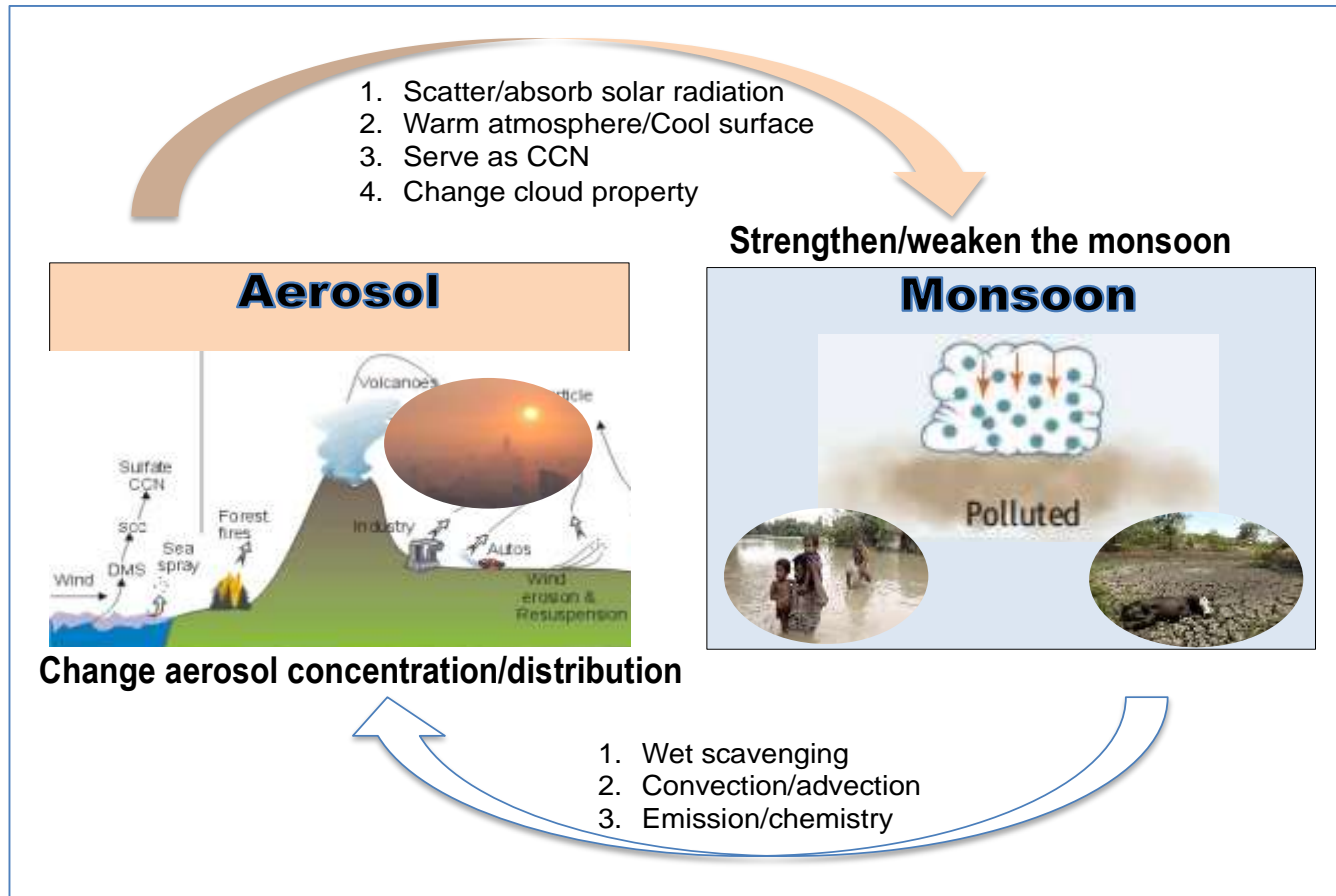 1. Scatter/absorb solar radiation
2. Warm atmosphere/Cool surface
3. Serve as CCN
4. Change cloud property
Strengthen/weaken the monsoon
Aerosol
Monsoon
Volcanoes
Sulfate
CCN
Forest
fires
Industry
Sea
spray
Autos
Wind
DMS
Wind
erosion &
Resuspension
Polluted
Change aerosol concentration/distribution
1. Wet scavenging
2. Convection/advection
3. Emission/chemistry